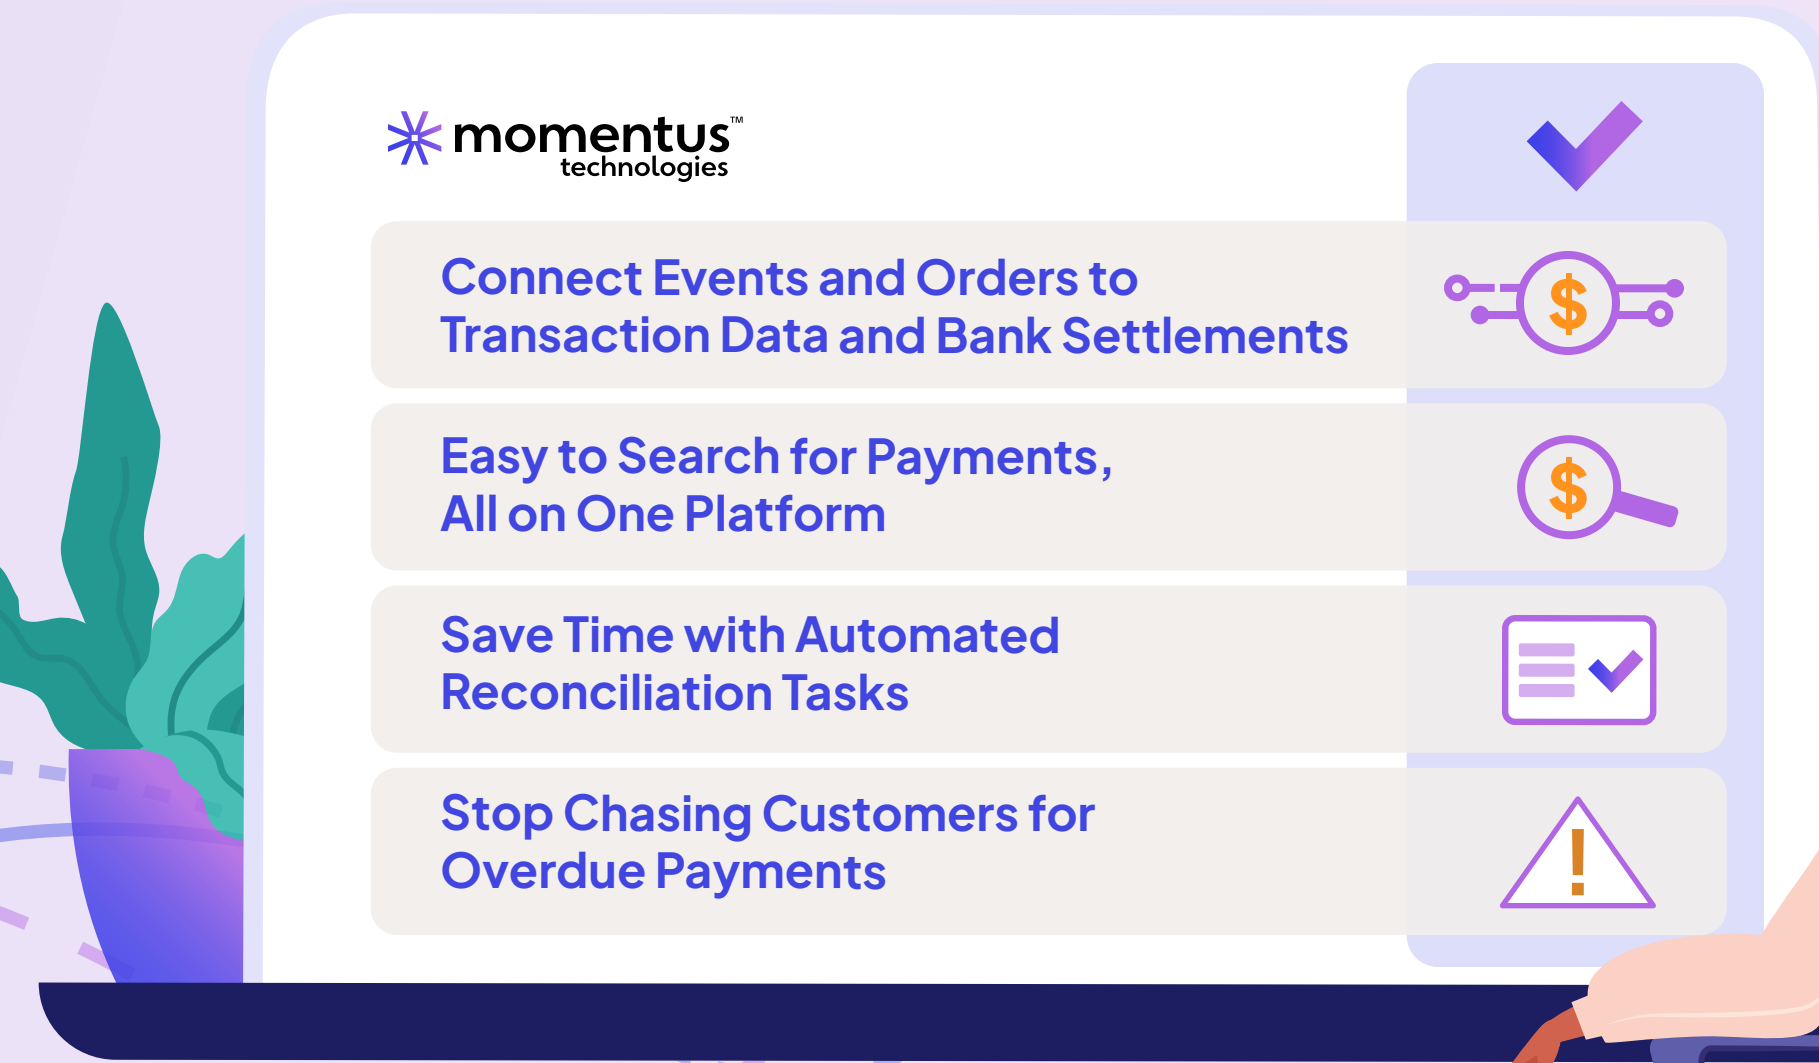 momentus™
technologies
Connect Events and Orders to
Transaction Data and Bank Settlements
$
Easy to Search for Payments,
All on One Platform
$
Save Time with Automated
Reconciliation Tasks
Stop Chasing Customers for
Overdue Payments
!